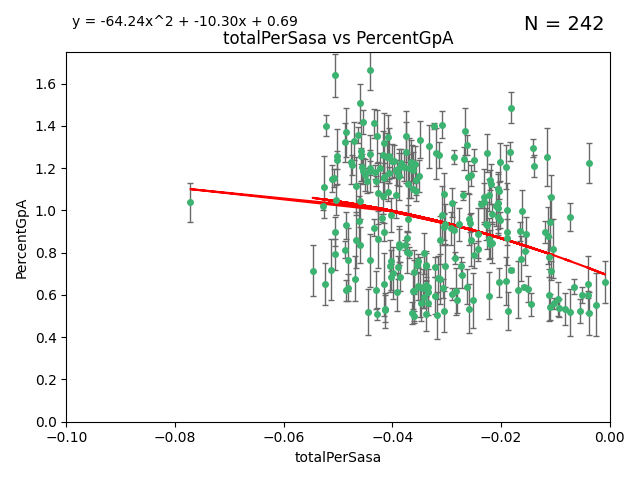 y = -64.24x^2 + -10.30x + 0.69
N = 242
totalPerSasa vs PercentGpA
PercentGpA
1.6
1.4
1.2
1.0
0.8
0.6
0.4
0.2
0.0
−0.10 −0.08 −0.06 −0.04 −0.02 0.00
totalPerSasa